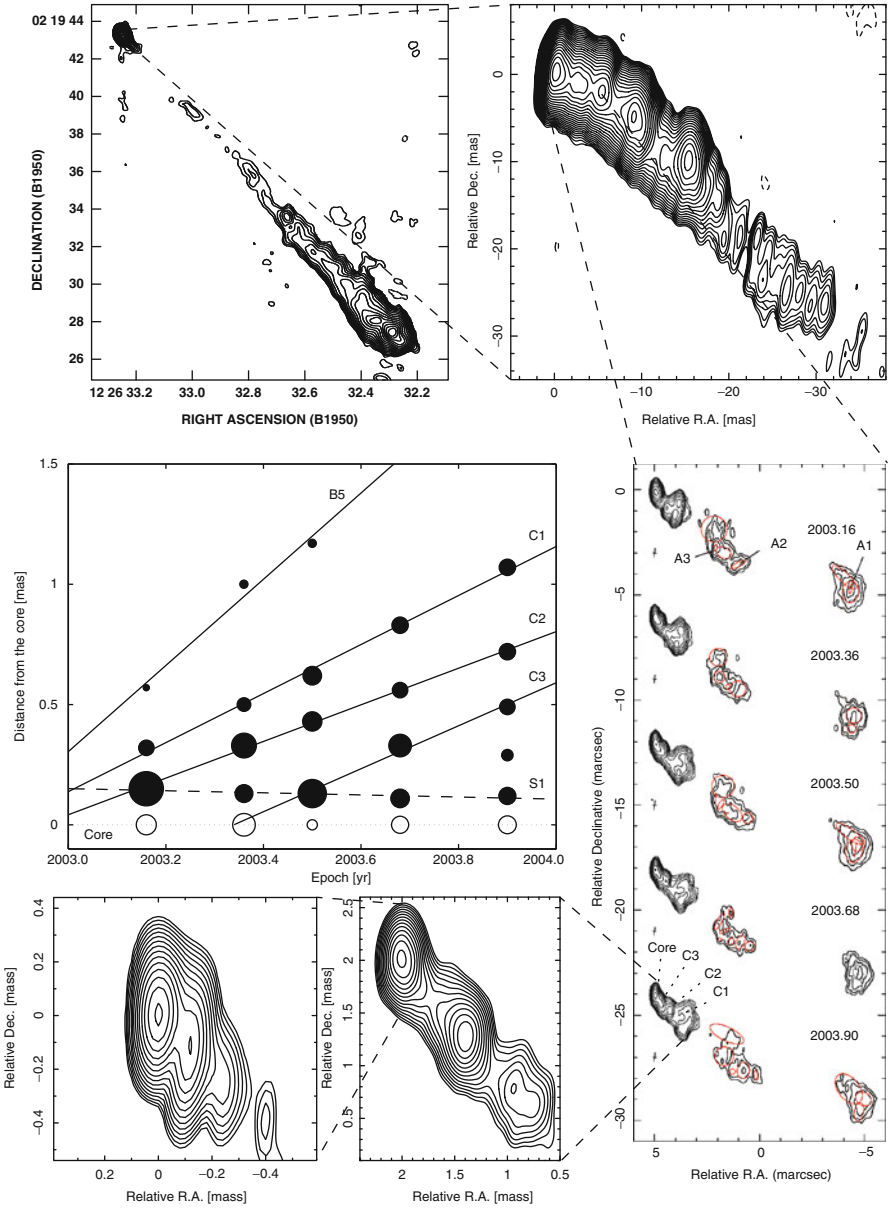 02 19 44
42
40
38
36
34
32
30
28
26
DECLINATION (B1950)
12 26 33.2
33.0
32.8
32.6
32.4
32.2
RIGHT ASCENSION (B1950)
0
−10
−20
−30
Relative Dec. [mas]
0
−10
−20
−30
Relative R.A. [mas]
1.5
1
0.5
0
Distance from the core [mas]
B5
C1
C2
C3
S1
Core
2003.0
2003.2
2003.4
2003.6
2003.8
2004.0
Epoch [yr]
0
−5
−10
−15
−20
−25
−30
Relative Declinative (marcsec)
2003.16
A1
A2
A3
2003.36
2003.50
2003.68
Core
C3
C2
C1
2003.90
5
0
−5
Relative R.A. (marcsec)
0.4
0.2
0
−0.2
−0.4
Relative Dec. [mass]
0.2
0
−0.2
−0.4
Relative R.A. [mass]
2.5
2
1.5
1
0.5
Relative Dec. [mass]
2
1.5
1
0.5
Relative R.A. [mass]